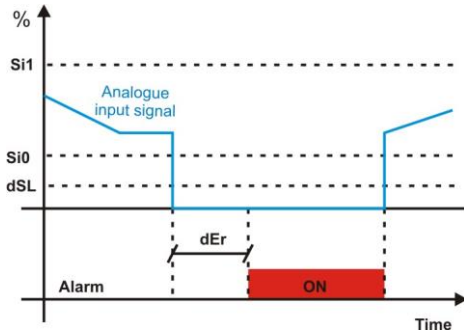 %
Si1
Analogue
input signal
Si0
dSL
dEr
Alarm
ON
Time